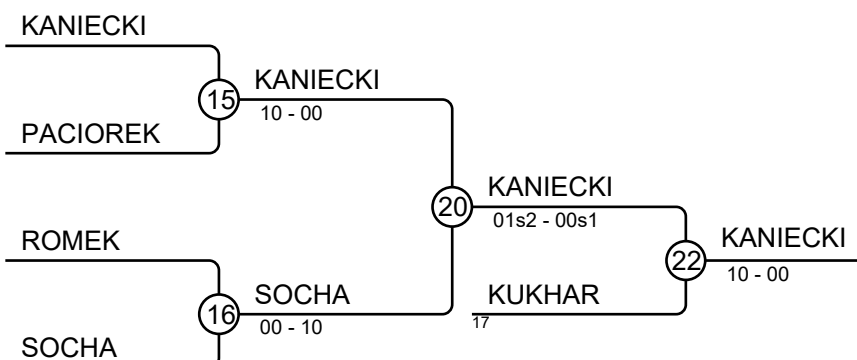 KANIECKI
15
KANIECKI
10 - 00
PACIOREK
20
KANIECKI
01s2 - 00s1
ROMEK
22
KANIECKI
10 - 00
16
SOCHA
00 - 10
KUKHAR
17
SOCHA